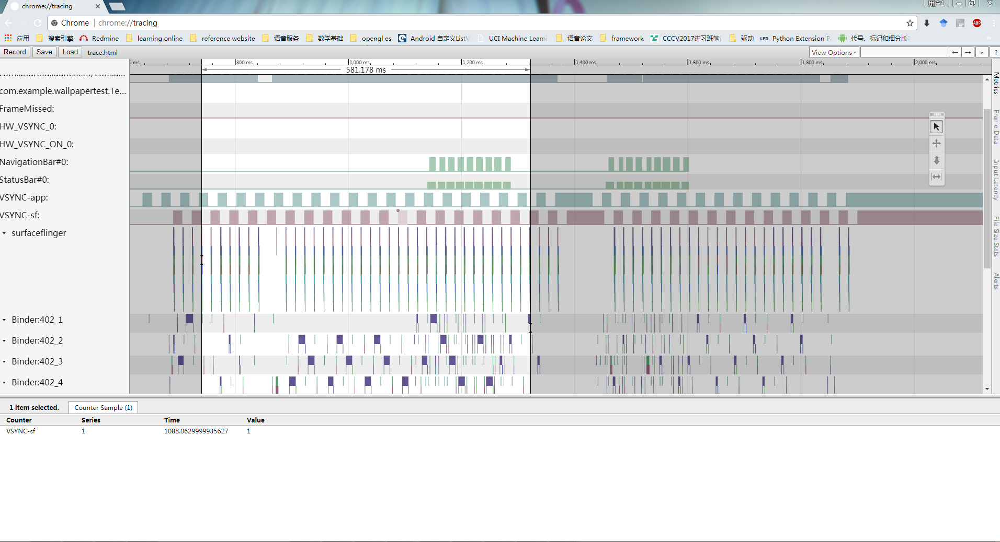 chrome://tracing
用户1
Chrome chrome://tracing
应用 搜索引擎 Redmine learning online reference website 语音服务 数学基础 opengl es Android 自定义ListV UCI Machine Learni 语音论文 framework CCCV2017讲习班笔 驱动 LFD Python Extension P 代号、标记和细分版
Record Save Load trace.html View Options ← → » ?
0 ms 800 ms 1,000 ms 1,200 ms 1,400 ms 1,600 ms 1,800 ms 2,000 ms
581.178 ms
com.example.wallpapertest.Te...
FrameMissed:
HW_VSYNC_0:
HW_VSYNC_ON_0:
NavigationBar#0:
StatusBar#0:
VSYNC-app:
VSYNC-sf:
surfaceflinger
Binder:402_1
Binder:402_2
Binder:402_3
Binder:402_4
Metrics
Frame Data
Input Latency
File Size Stats
Alerts
1 item selected. Counter Sample (1)
Counter Series Time Value
VSYNC-sf 1 1088.0629999935627 1